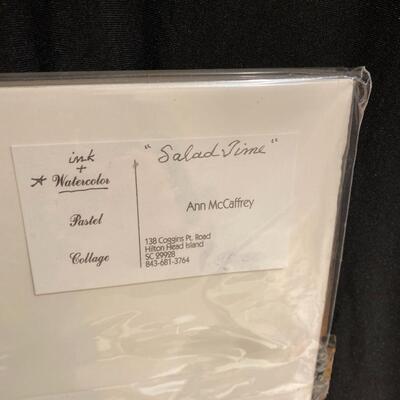 ink
+
* Watercolor
Pastel
Collage
"Salad Time"
Ann McCaffrey
138 Coggins Pt. Road
Hilton Head Island
SC 29928
843-681-3764